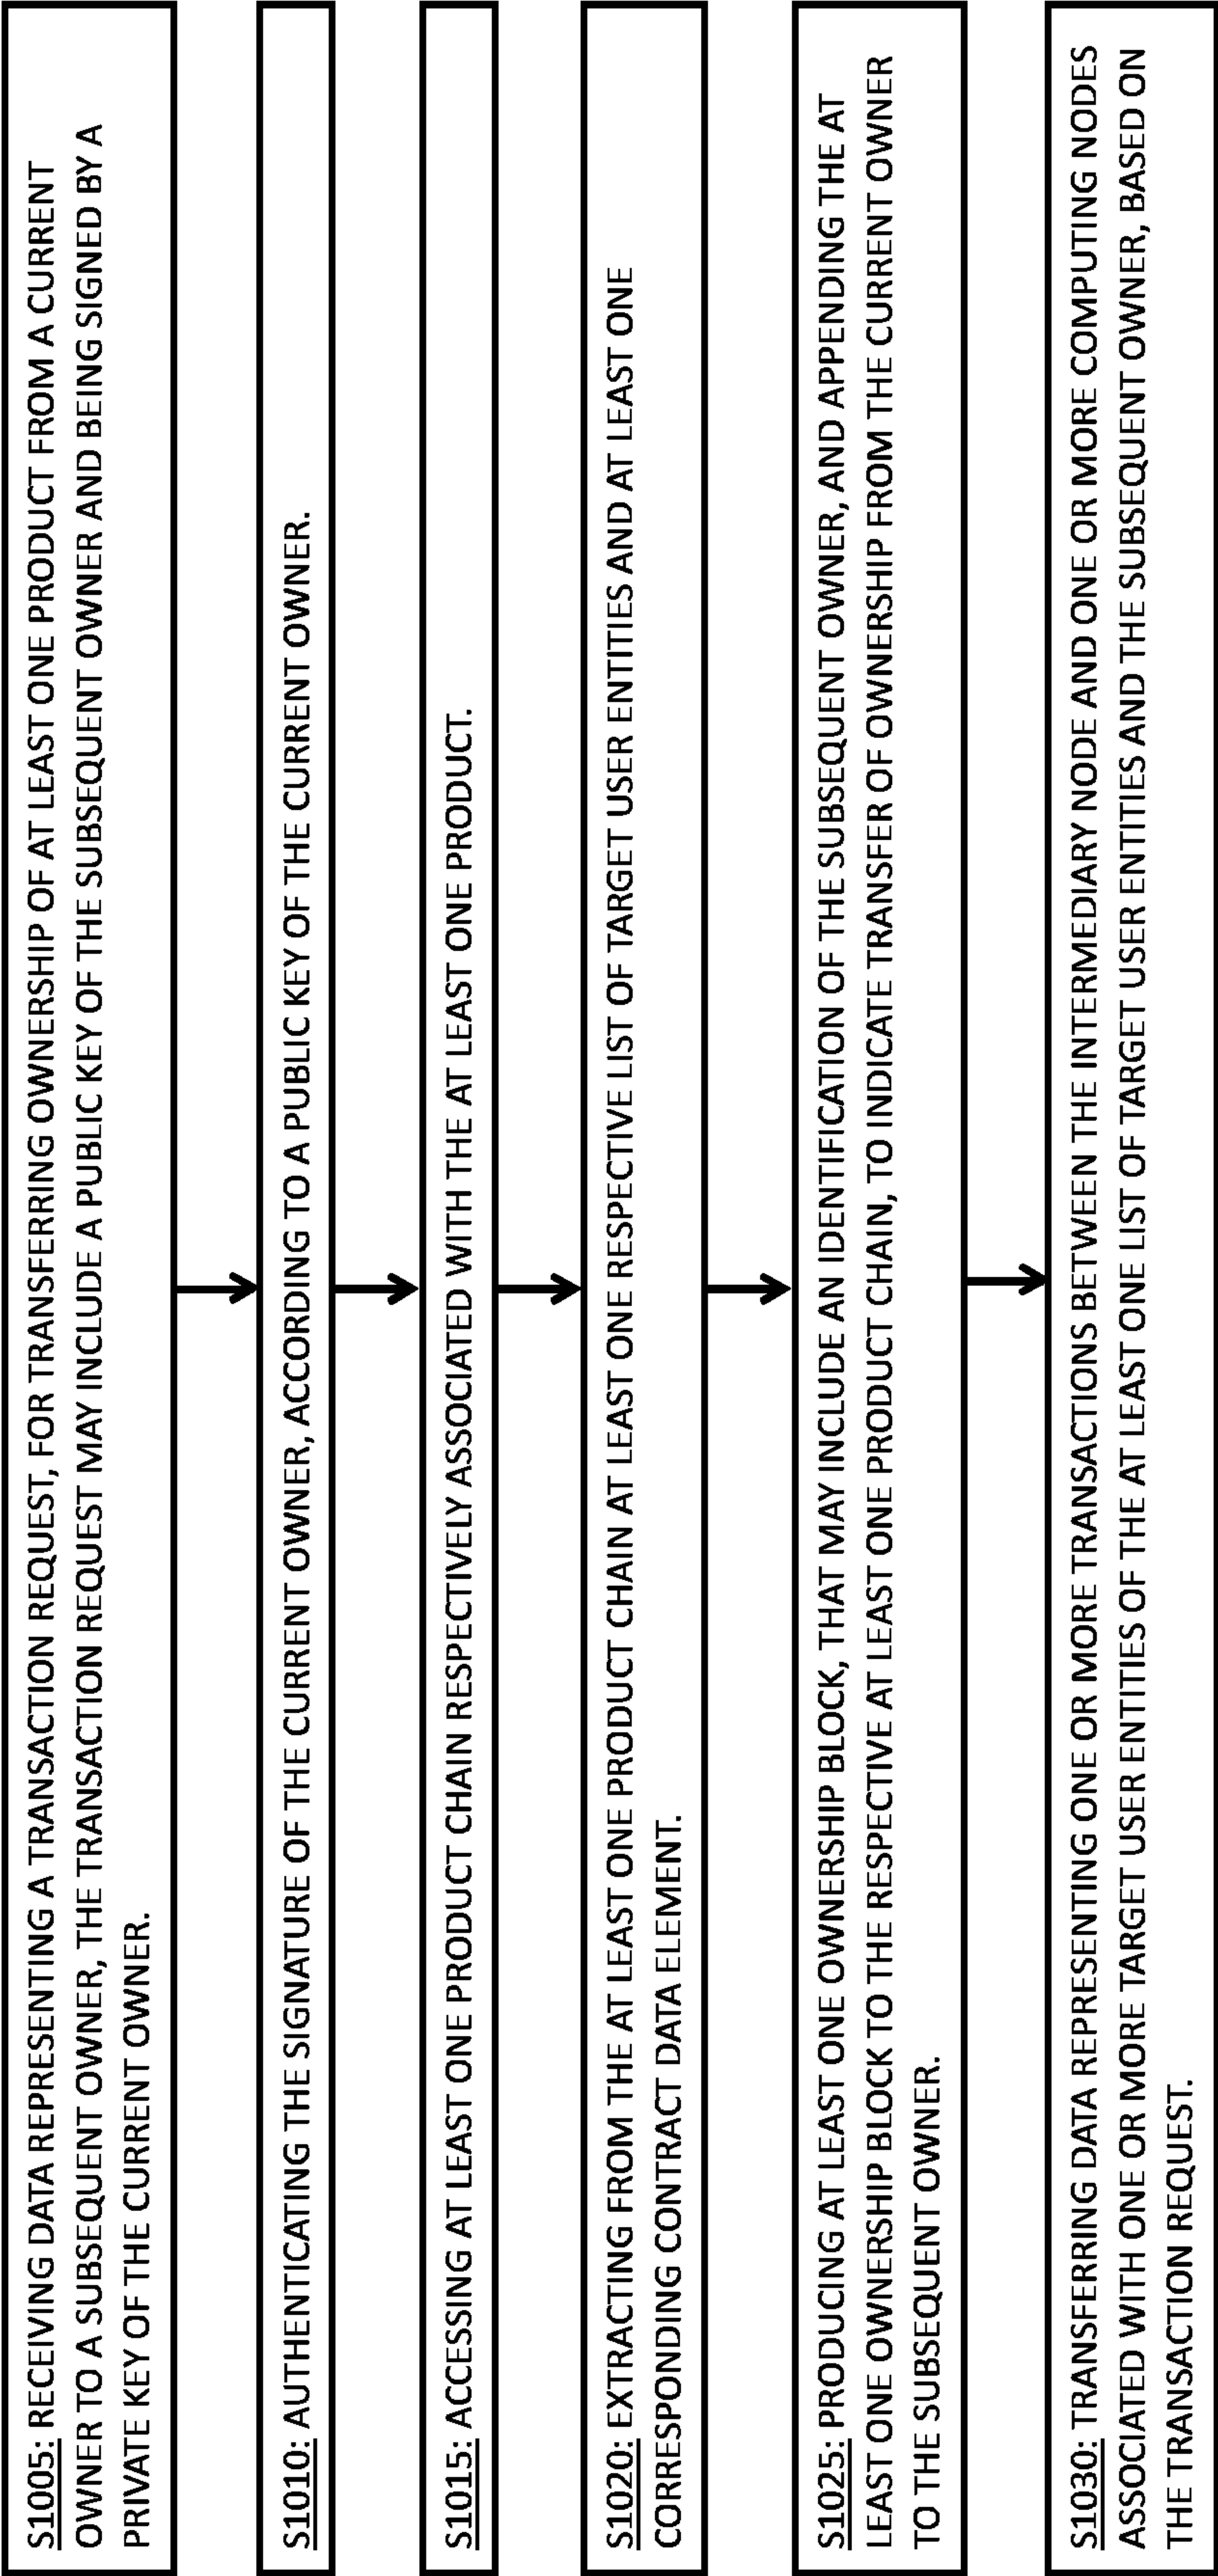 S1005: RECEIVING DATA REPRESENTING A TRANSACTION REQUEST, FOR TRANSFERRING OWNERSHIP OF AT LEAST ONE PRODUCT FROM A CURRENT
OWNER TO A SUBSEQUENT OWNER, THE TRANSACTION REQUEST MAY INCLUDE A PUBLIC KEY OF THE SUBSEQUENT OWNER AND BEING SIGNED BY A
PRIVATE KEY OF THE CURRENT OWNER.
S1010: AUTHENTICATING THE SIGNATURE OF THE CURRENT OWNER, ACCORDING TO A PUBLIC KEY OF THE CURRENT OWNER.
S1015: ACCESSING AT LEAST ONE PRODUCT CHAIN RESPECTIVELY ASSOCIATED WITH THE AT LEAST ONE PRODUCT.
S1020: EXTRACTING FROM THE AT LEAST ONE PRODUCT CHAIN AT LEAST ONE RESPECTIVE LIST OF TARGET USER ENTITIES AND AT LEAST ONE
CORRESPONDING CONTRACT DATA ELEMENT.
S1025: PRODUCING AT LEAST ONE OWNERSHIP BLOCK, THAT MAY INCLUDE AN IDENTIFICATION OF THE SUBSEQUENT OWNER, AND APPENDING THE AT
LEAST ONE OWNERSHIP BLOCK TO THE RESPECTIVE AT LEAST ONE PRODUCT CHAIN, TO INDICATE TRANSFER OF OWNERSHIP FROM THE CURRENT OWNER
TO THE SUBSEQUENT OWNER.
S1030: TRANSFERRING DATA REPRESENTING ONE OR MORE TRANSACTIONS BETWEEN THE INTERMEDIARY NODE AND ONE OR MORE COMPUTING NODES
ASSOCIATED WITH ONE OR MORE TARGET USER ENTITIES OF THE AT LEAST ONE LIST OF TARGET USER ENTITIES AND THE SUBSEQUENT OWNER, BASED ON
THE TRANSACTION REQUEST.